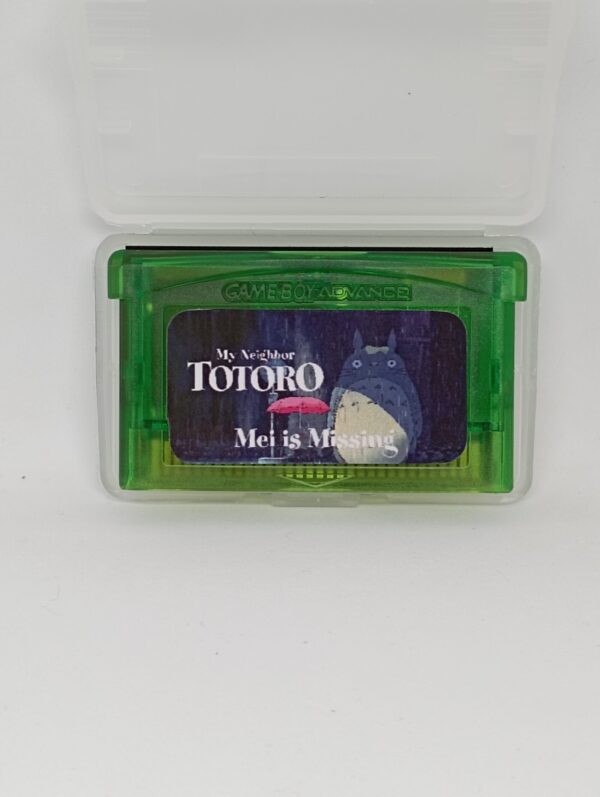 GAME BOY ADVANCE
My Neighbor
TOTORO
Mei is Missing